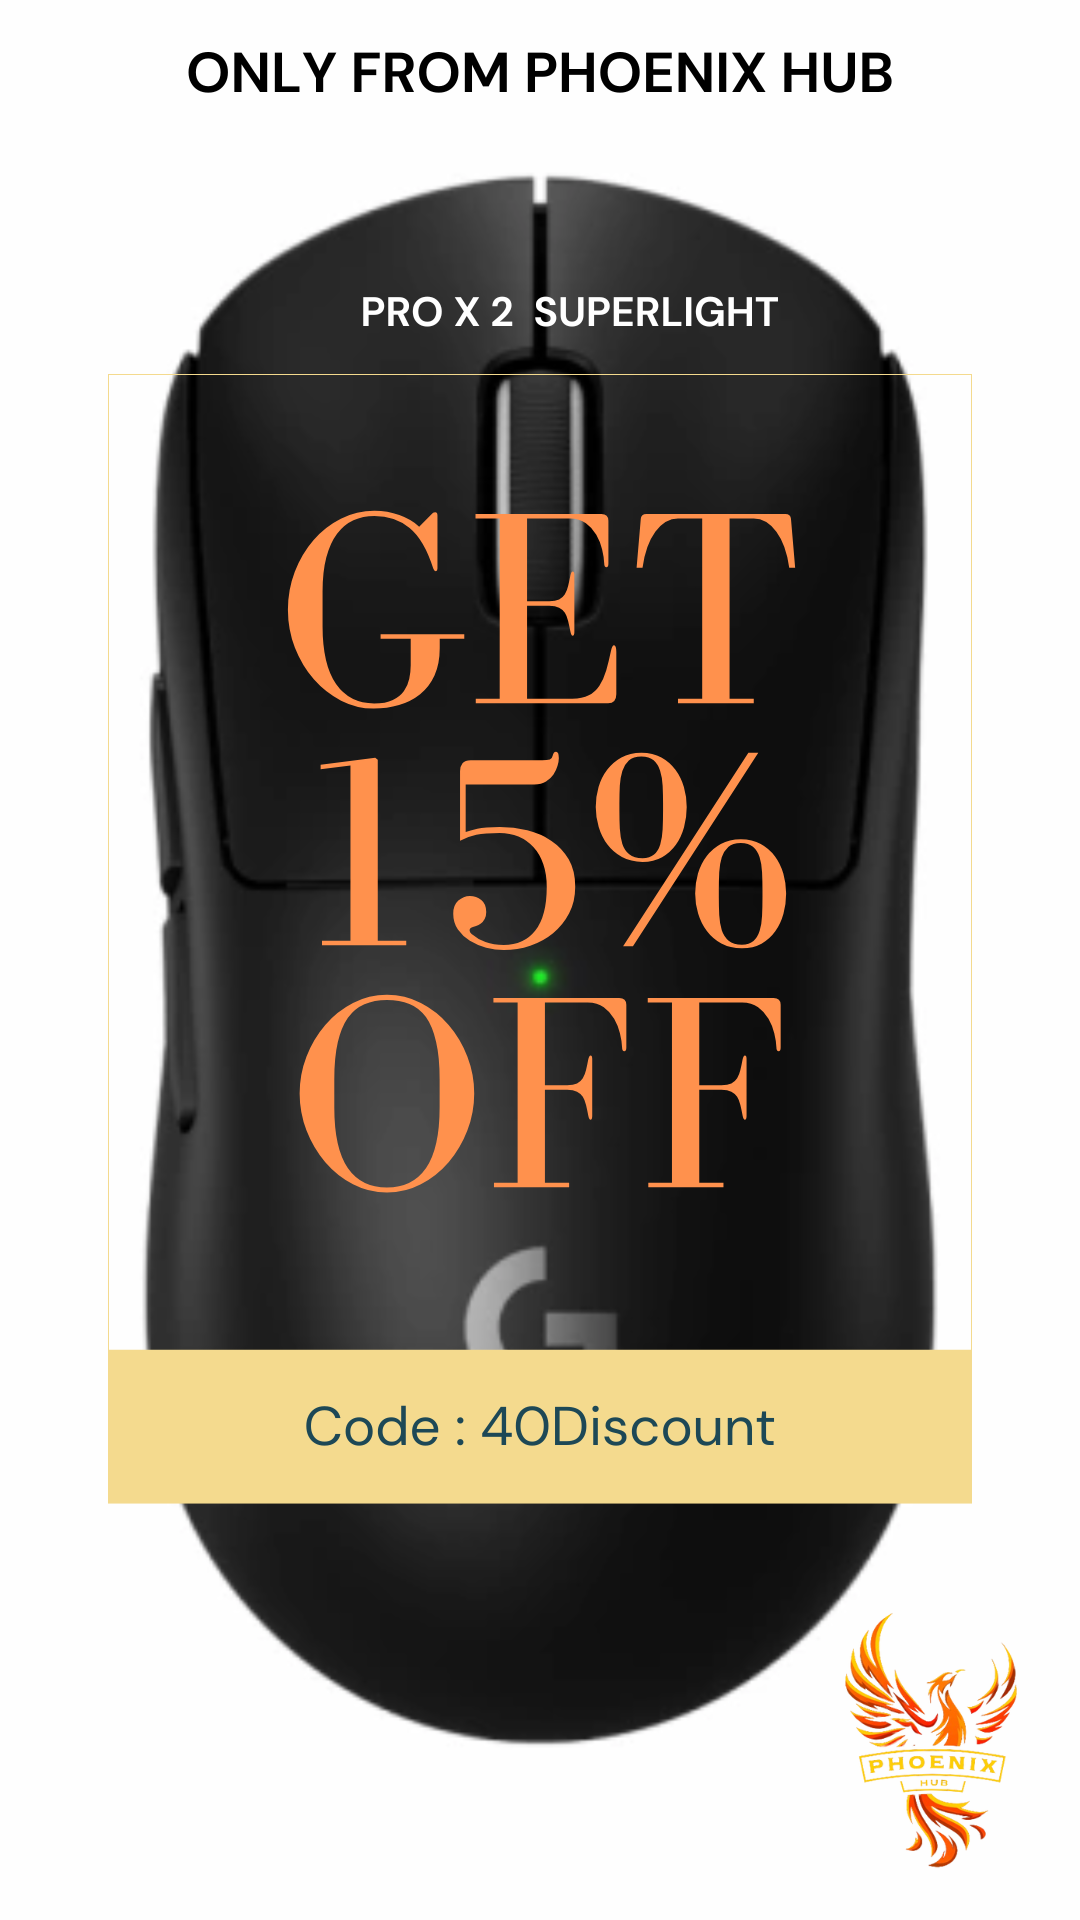 ONLY FROM PHOENIX HUB
PRO X 2 SUPERLIGHT
GET
15%
OFF
G
Code : 40Discount
PHOENIX
HUB